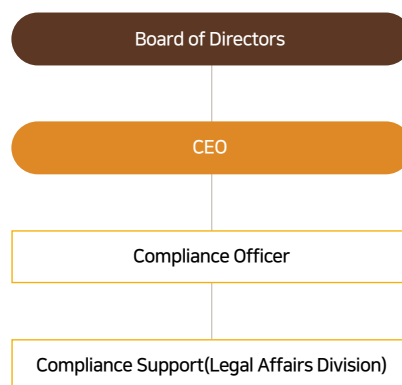 Board of Directors
CEO
Compliance Officer
Compliance Support(Legal Affairs Division)